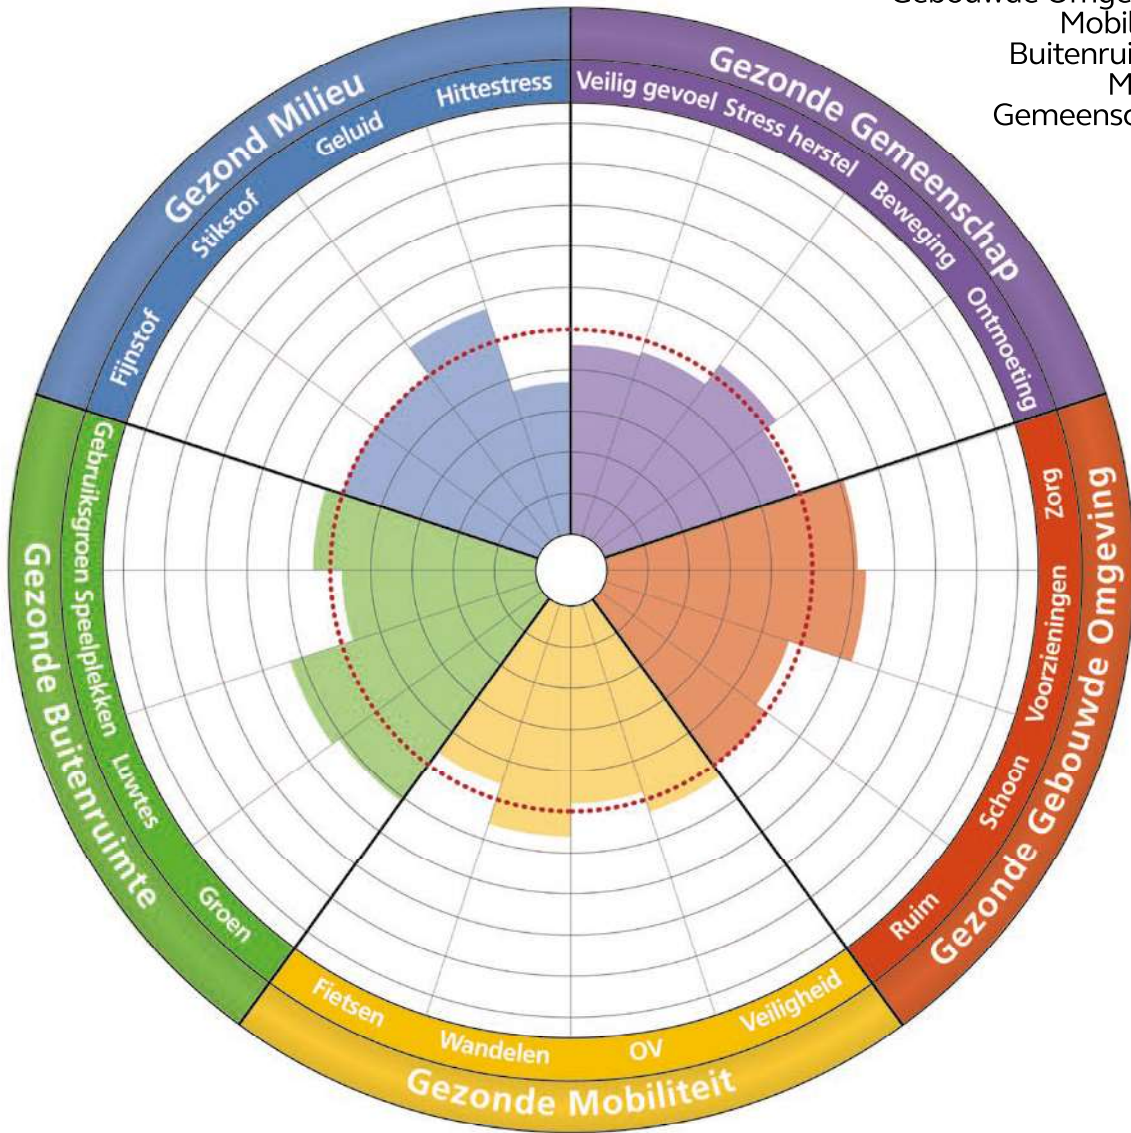 Mobil
Buitenrui
M
Gemeensc
Gezond Milieu
Hittestress
Geluid
Stikstof
Fijnstof
Gezonde Gemeenschap
Veilig gevoel
Stress herstel
Beweging
Ontmoeting
Gezonde Gebouwde Omgeving
Zorg
Voorzieningen
Schoon
Ruim
Gezonde Mobiliteit
Veiligheid
OV
Wandelen
Fietsen
Gezonde Buitenruimte
Groen
Luwtes
Speelplekken
Gebruiksgroen